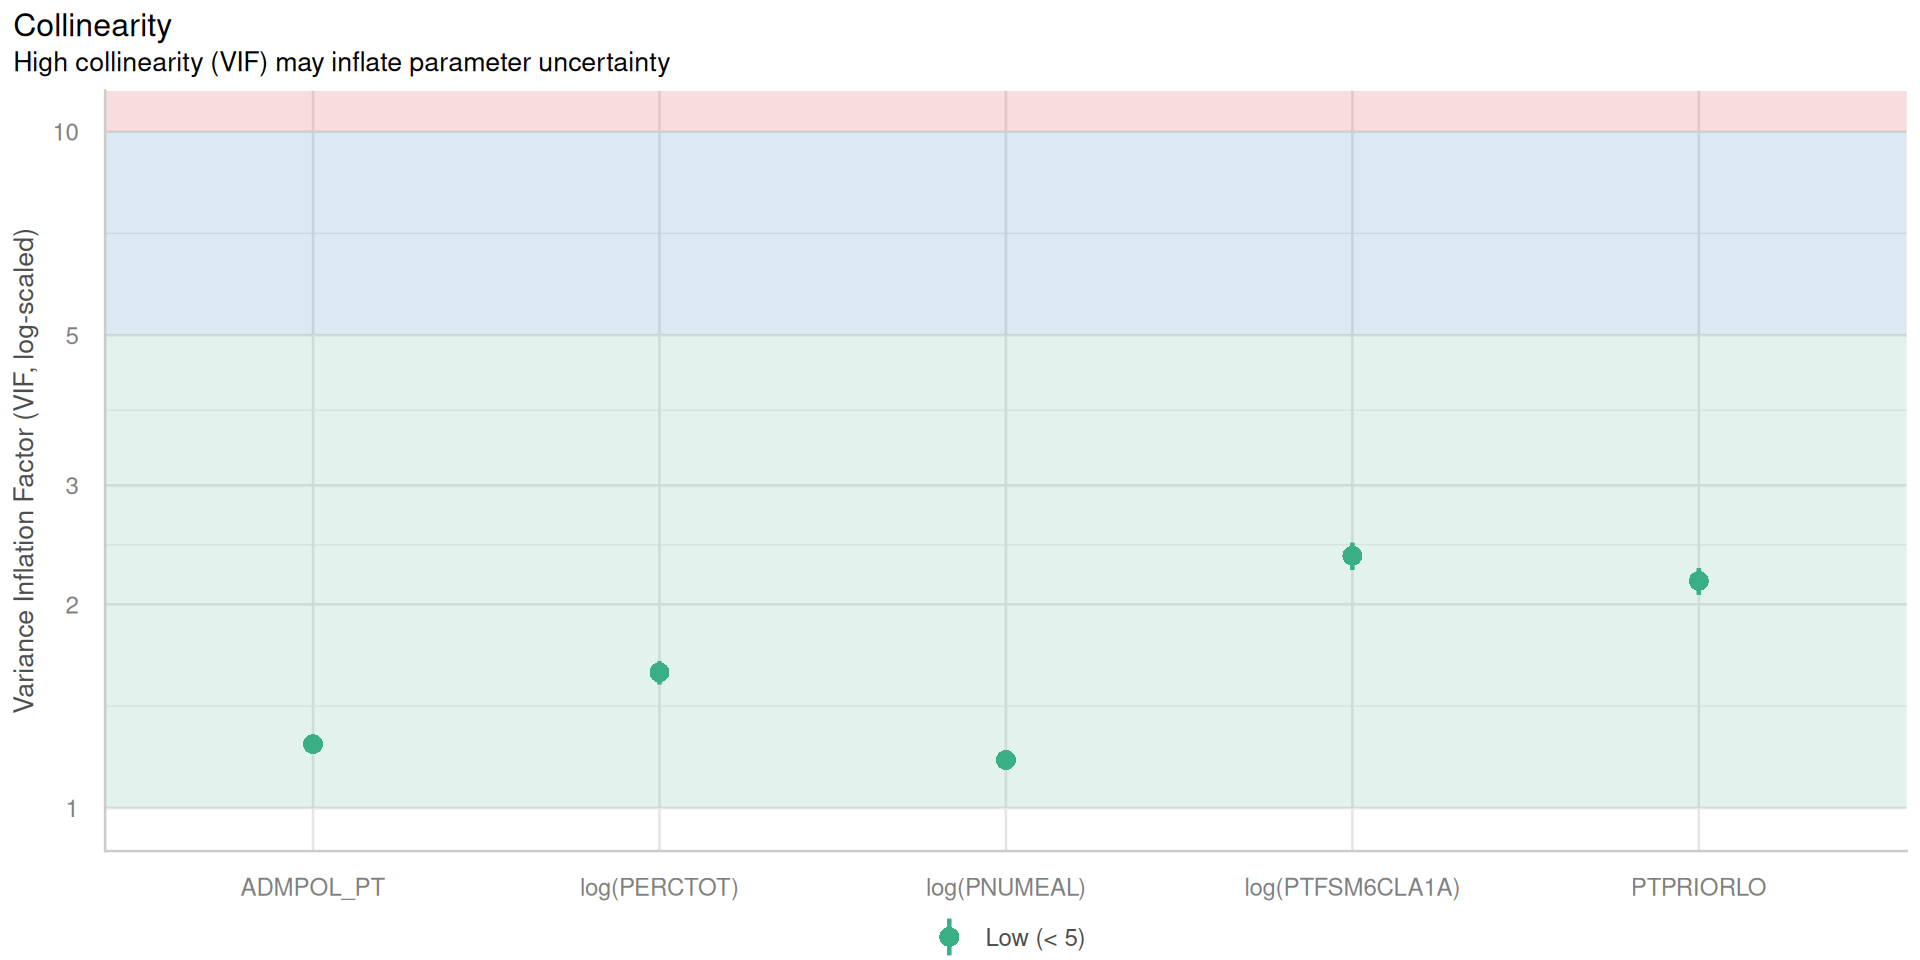 Collinearity
High collinearity (VIF) may inflate parameter uncertainty
Variance Inflation Factor (VIF, log-scaled)
10
5
3
2
1
ADMPOL_PT
log(PERCTOT)
log(PNUMEAL)
log(PTFSM6CLA1A)
PTPRIORLO
Low (< 5)